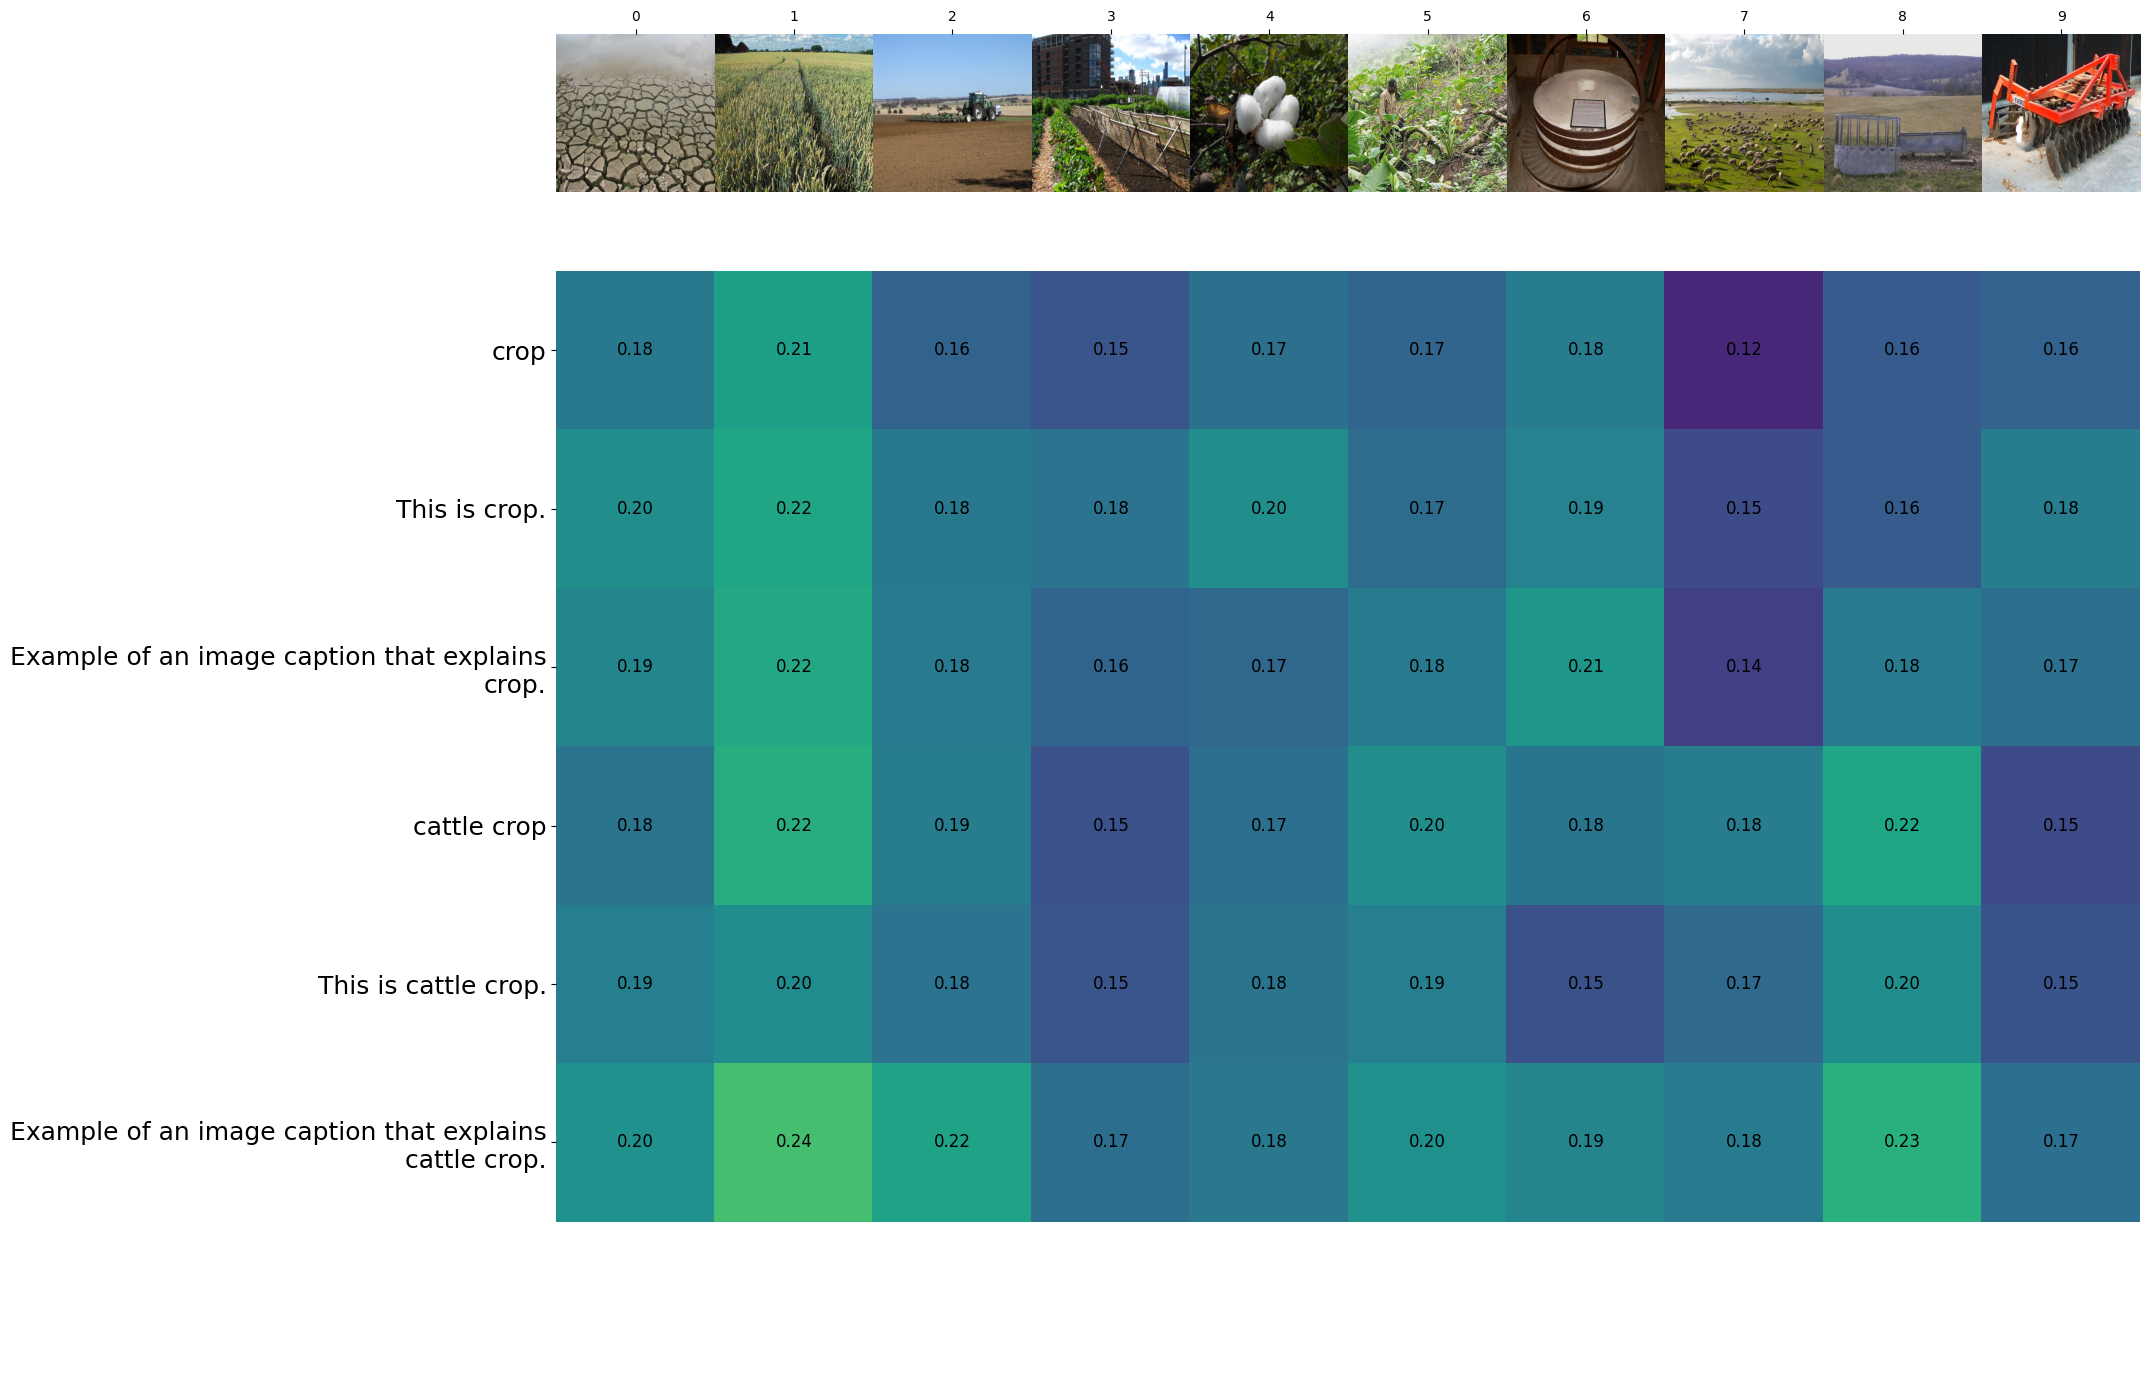 0 1 2 3 4 5 6 7 8 9
crop 0.18 0.21 0.16 0.15 0.17 0.17 0.18 0.12 0.16 0.16
This is crop. 0.20 0.22 0.18 0.18 0.20 0.17 0.19 0.15 0.16 0.18
Example of an image caption that explains
crop. 0.19 0.22 0.18 0.16 0.17 0.18 0.21 0.14 0.18 0.17
cattle crop 0.18 0.22 0.19 0.15 0.17 0.20 0.18 0.18 0.22 0.15
This is cattle crop. 0.19 0.20 0.18 0.15 0.18 0.19 0.15 0.17 0.20 0.15
Example of an image caption that explains
cattle crop. 0.20 0.24 0.22 0.17 0.18 0.20 0.19 0.18 0.23 0.17